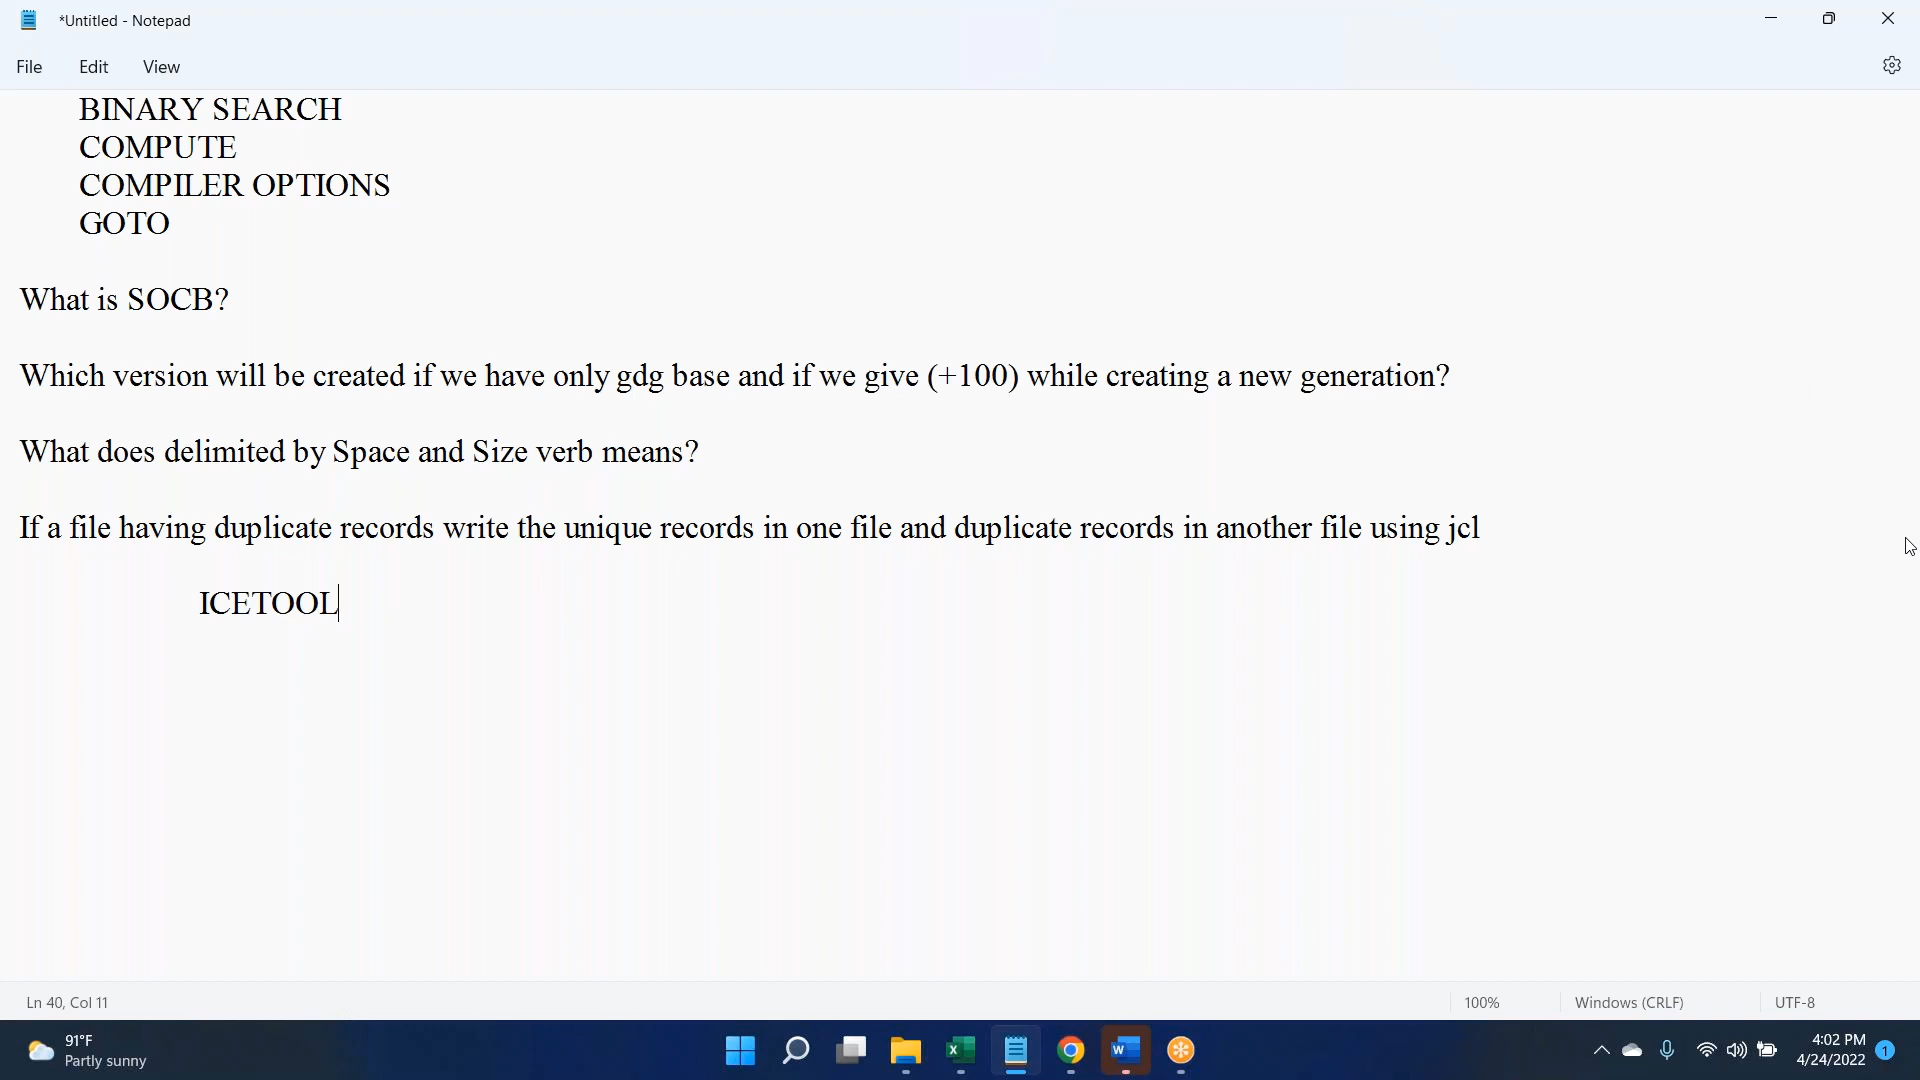 *Untitled - Notepad
File Edit View
BINARY SEARCH
COMPUTE
COMPILER OPTIONS
GOTO
What is SOCB?
Which version will be created if we have only gdg base and if we give (+100) while creating a new generation?
What does delimited by Space and Size verb means?
If a file having duplicate records write the unique records in one file and duplicate records in another file using jcl
ICETOOL
Ln 40, Col 11 100% Windows (CRLF) UTF-8
91°F
Partly sunny
4:02 PM
4/24/2022
1